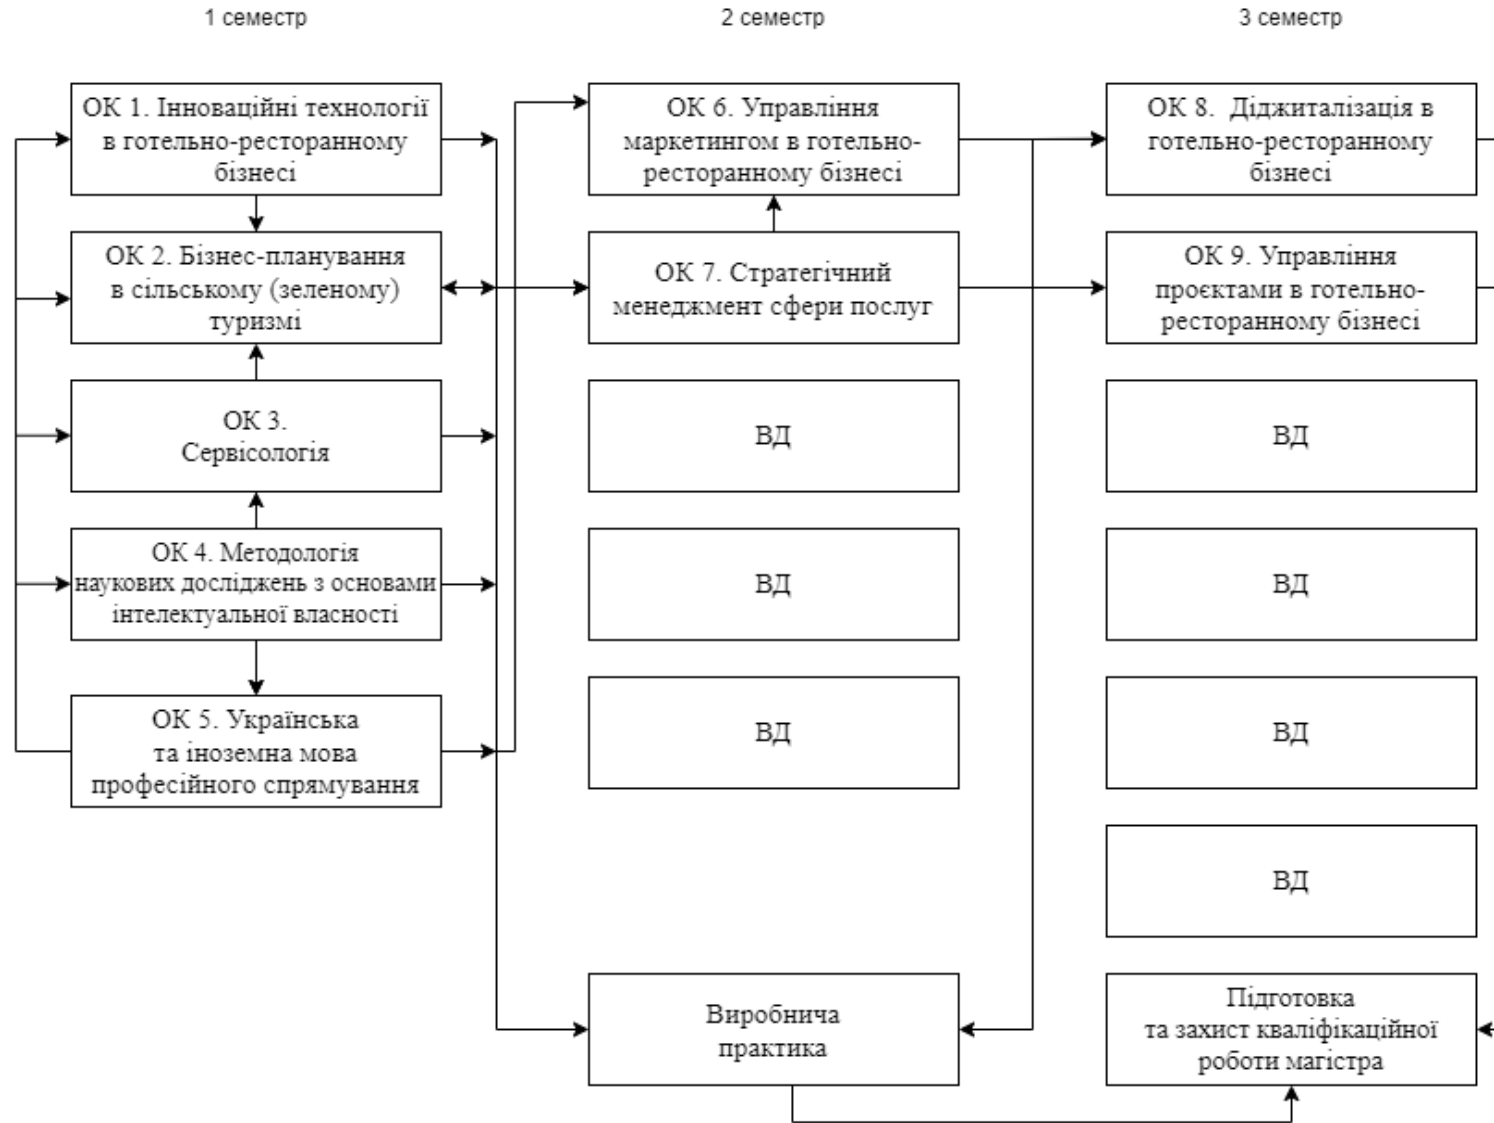 1 семестр
2 семестр
3 семестр
ОК 1. Інноваційні технології
в готельно-ресторанному
бізнесі
ОК 2. Бізнес-планування
в сільському (зеленому)
туризмі
ОК 3.
Сервісологія
ОК 4. Методологія
наукових досліджень з основами
інтелектуальної власності
ОК 5. Українська
та іноземна мова
професійного спрямування
ОК 6. Управління
маркетингом в готельно-
ресторанному бізнесі
ОК 7. Стратегічний
менеджмент сфери послуг
ВД
ВД
ВД
Виробнича
практика
ОК 8. Діджиталізація в
готельно-ресторанному
бізнесі
ОК 9. Управління
проєктами в готельно-
ресторанному бізнесі
ВД
ВД
ВД
ВД
Підготовка
та захист кваліфікаційної
роботи магістра